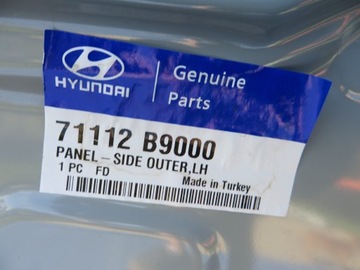 HYUNDAI
Genuine
Parts
71112 B9000
PANEL-SIDE OUTER,LH
1 PC FD
Made in Turkey